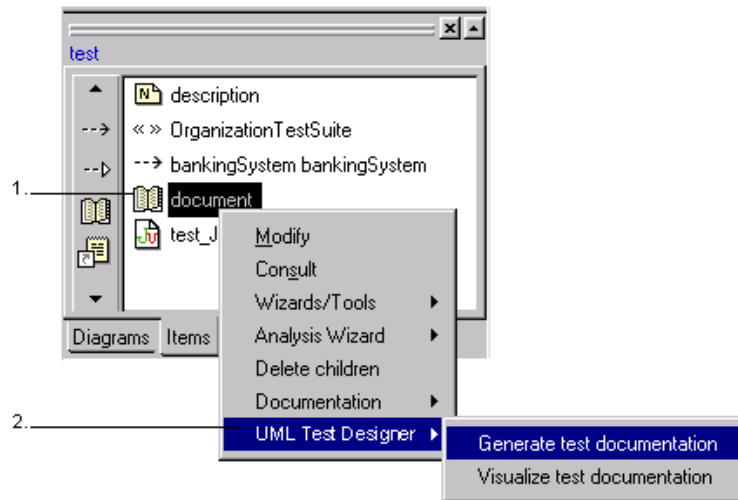 test
description
« » OrganizationTestSuite
bankingSystem bankingSystem
1.
document
test_J
Modify
Consult
Wizards/Tools
Diagrams Items
Analysis Wizard
Delete children
Documentation
2.
UML Test Designer
Generate test documentation
Visualize test documentation